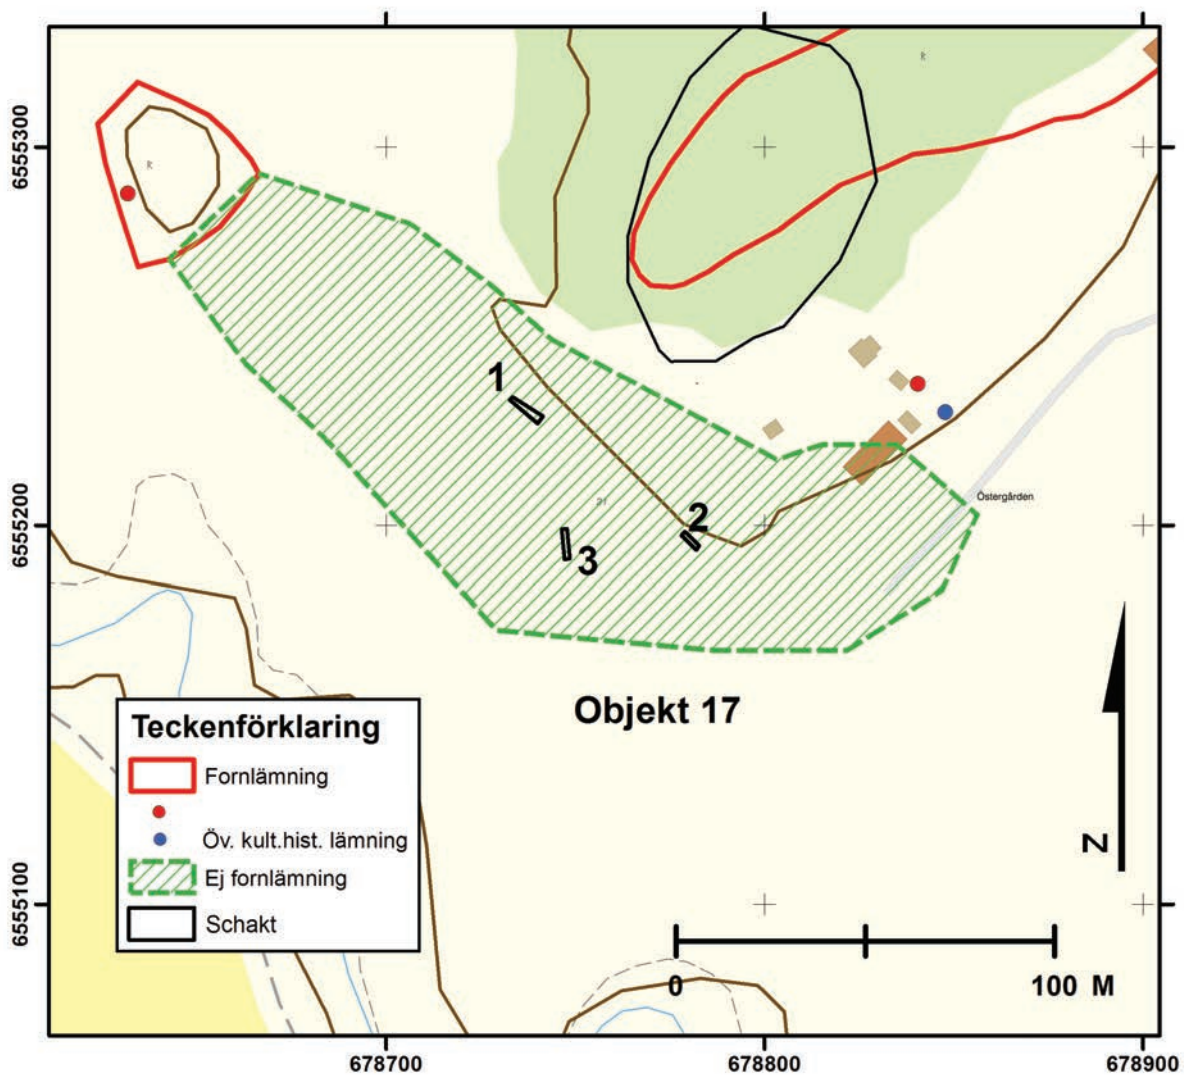 6555300
6555200
6555100
R
R
1
2
3
Östergården
Objekt 17
Teckenförklaring
Fornlämning
Öv. kult.hist. lämning
Ej fornlämning
Schakt
N
0
100 M
678700
678800
678900